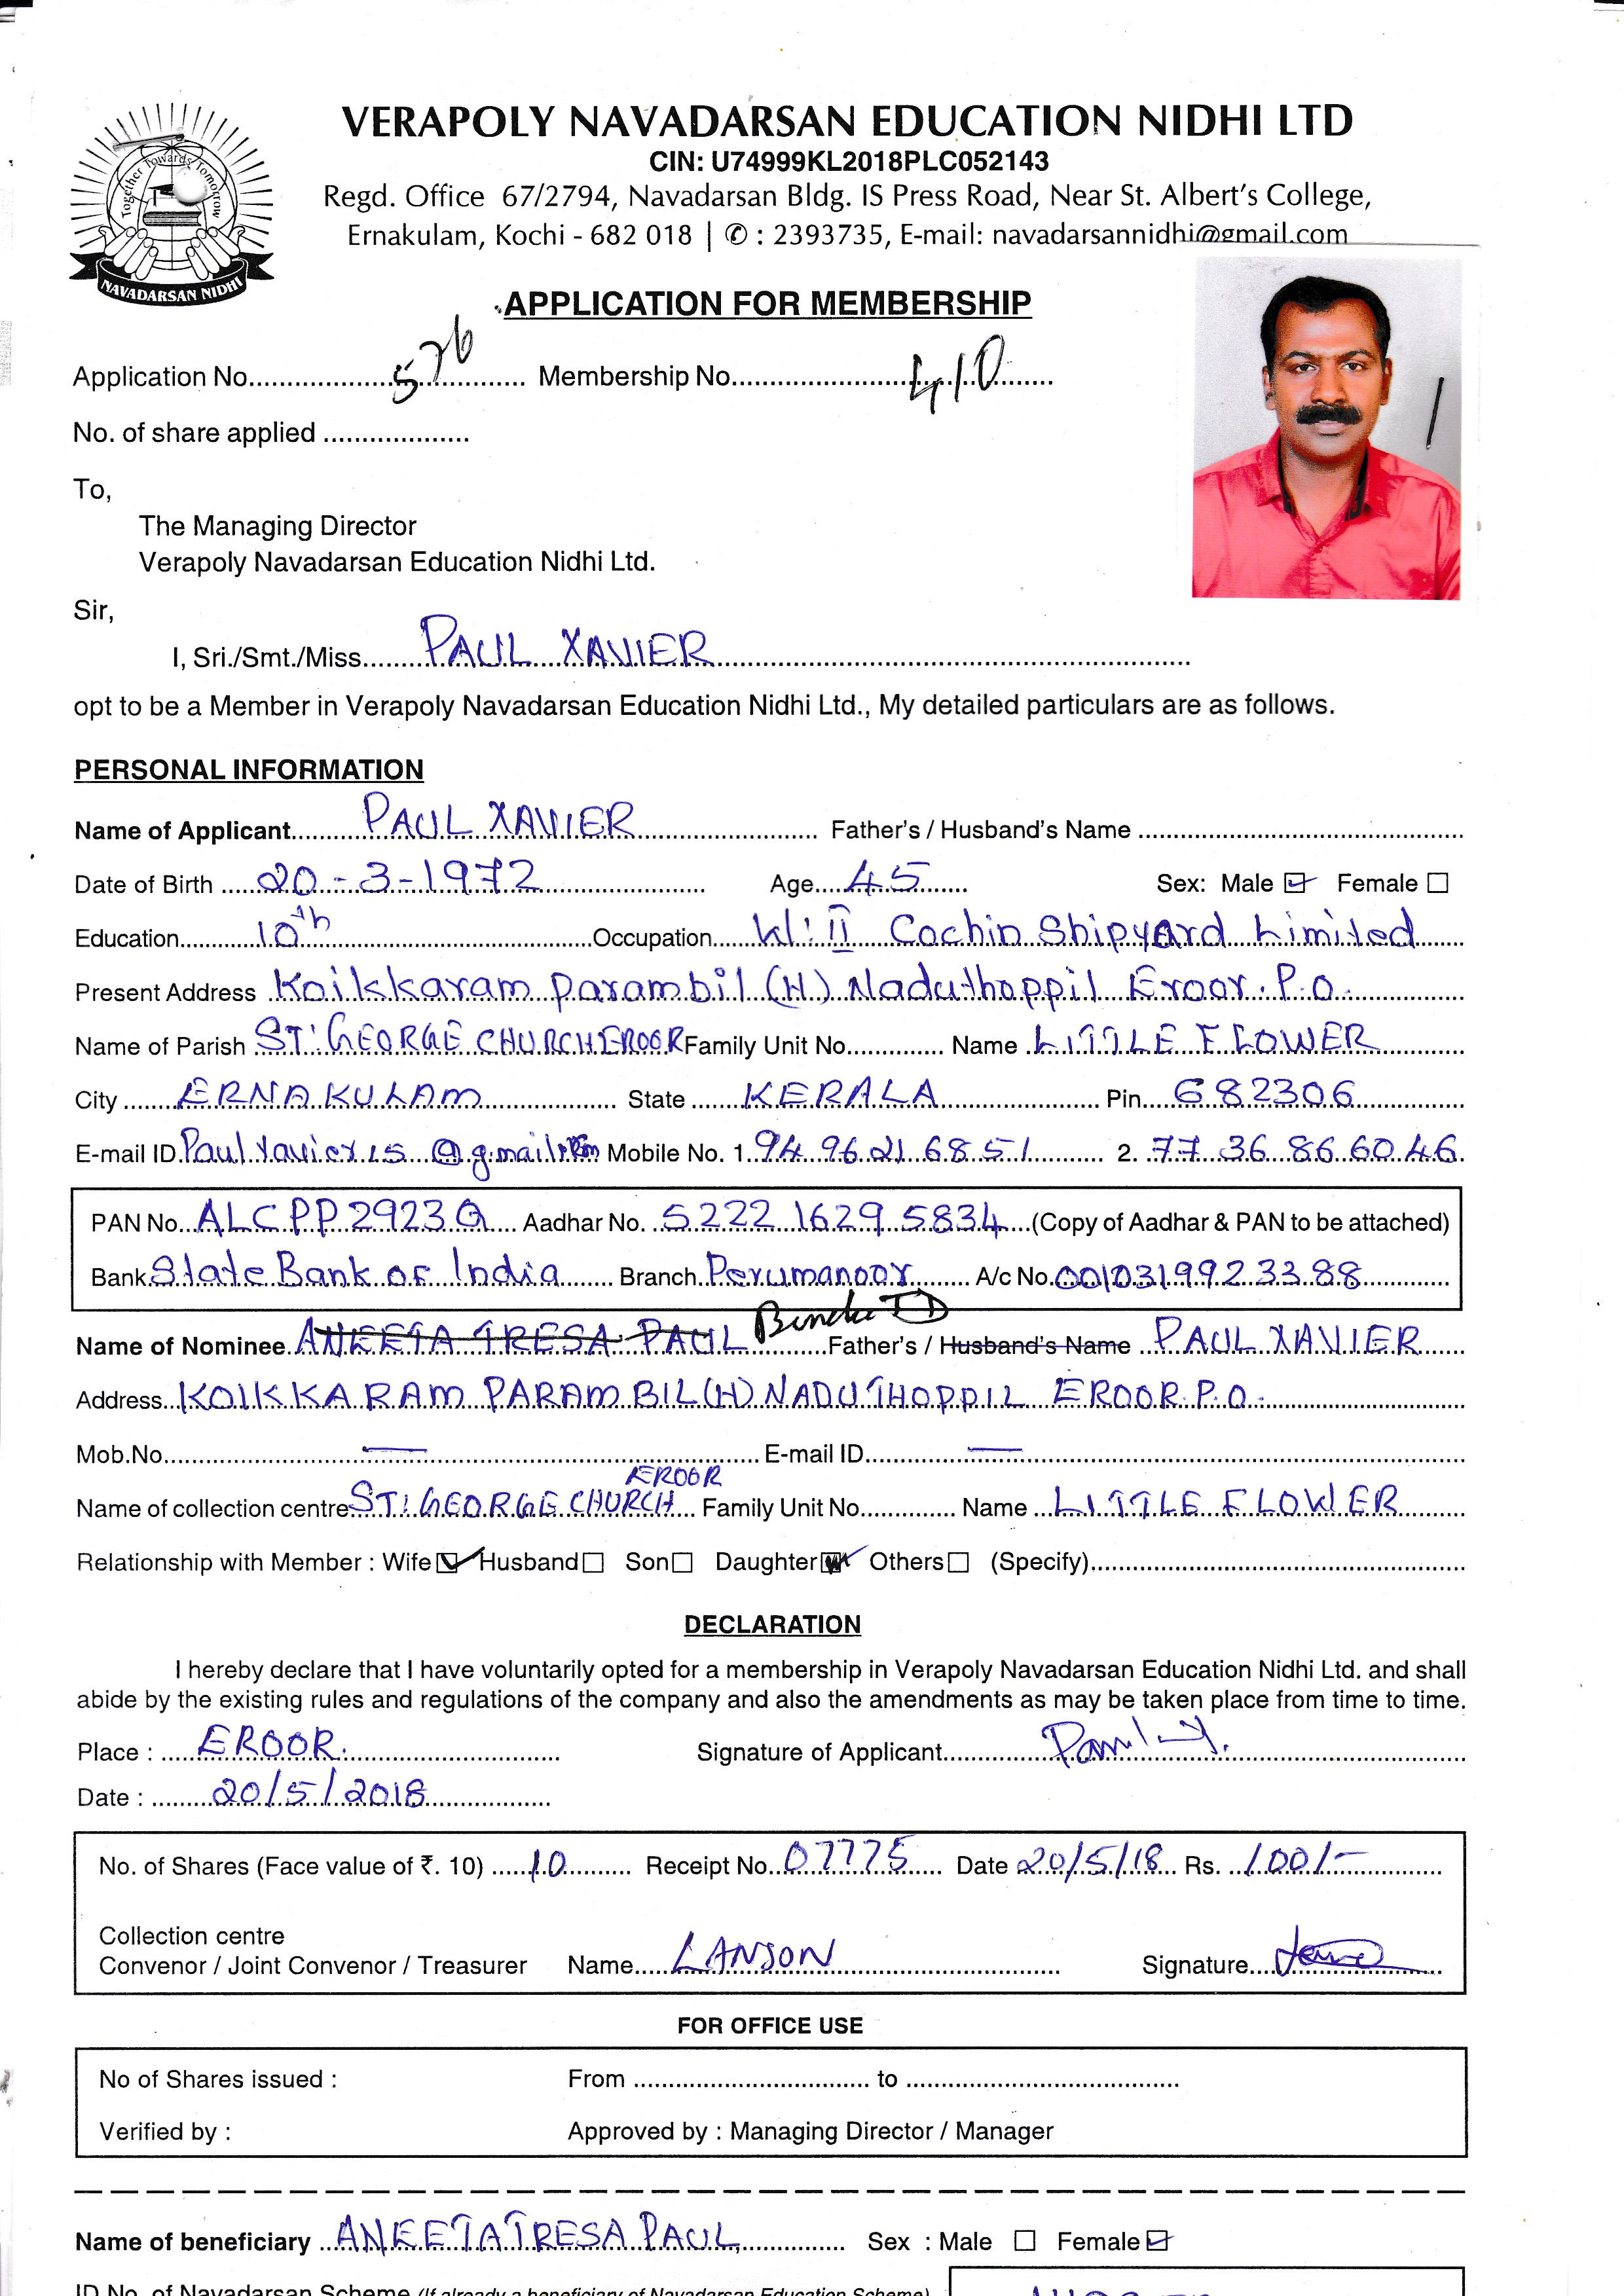 VERAPOLY NAVADARSAN EDUCATION NIDHI LTD
CIN: U74999KL2018PLC052143
Regd. Office 67/2794, Navadarsan Bldg. IS Press Road, Near St. Albert's College,
Ernakulam, Kochi - 682 018 | ✆ : 2393735, E-mail: navadarsannidhi@gmail.com
Together Towards Tomorrow
NAVADARSAN NIDHI
APPLICATION FOR MEMBERSHIP
Application No. 576 Membership No. 410
No. of share applied
To,
The Managing Director
Verapoly Navadarsan Education Nidhi Ltd.
Sir,
I, Sri./Smt./Miss. PAUL XAVIER
opt to be a Member in Verapoly Navadarsan Education Nidhi Ltd., My detailed particulars are as follows.
PERSONAL INFORMATION
Name of Applicant PAUL XAVIER Father's / Husband's Name
Date of Birth 20-3-1972 Age 45 Sex: Male ☑ Female ☐
Education 10th Occupation W:II Cochin Shipyard Limited
Present Address Koikkaram parambil (H) Naduthoppil Eroor. P.O.
Name of Parish ST: GEORGE CHURCH EROOR Family Unit No. Name LITTLE FLOWER
City ERNAKULAM State KERALA Pin 682306
E-mail ID Paulxavier15 @gmail Mobile No. 1. 94 96 21 68 51 2. 77 36 86 60 46
PAN No. ALCPP2923Q Aadhar No. 5222 1629 5834 (Copy of Aadhar & PAN to be attached)
Bank State Bank of India Branch Perumanoor A/c No. 00103199923388
Name of Nominee ANEETA TRESA PAUL Bindu T D Father's / Husband's Name PAUL XAVIER
Address KOIKKARAM PARAMBIL (H) NADUTHOPPIL EROOR. P.O.
Mob.No. — E-mail ID —
EROOR
Name of collection centre ST: GEORGE CHURCH Family Unit No. Name LITTLE FLOWER
Relationship with Member : Wife ☑ Husband ☐ Son ☐ Daughter ☑ Others ☐ (Specify)
DECLARATION
I hereby declare that I have voluntarily opted for a membership in Verapoly Navadarsan Education Nidhi Ltd. and shall
abide by the existing rules and regulations of the company and also the amendments as may be taken place from time to time.
Place : EROOR. Signature of Applicant
Date : 20/5/2018
No. of Shares (Face value of ₹. 10) 10 Receipt No. 07775 Date 20/5/18 Rs. 100/-
Collection centre
Convenor / Joint Convenor / Treasurer Name LANSON Signature
FOR OFFICE USE
No of Shares issued : From to
Verified by : Approved by : Managing Director / Manager
Name of beneficiary ANEETA TRESA PAUL Sex : Male ☐ Female ☑
ID No. of Navadarsan Scheme (If already a beneficiary of Navadarsan Education Scheme)